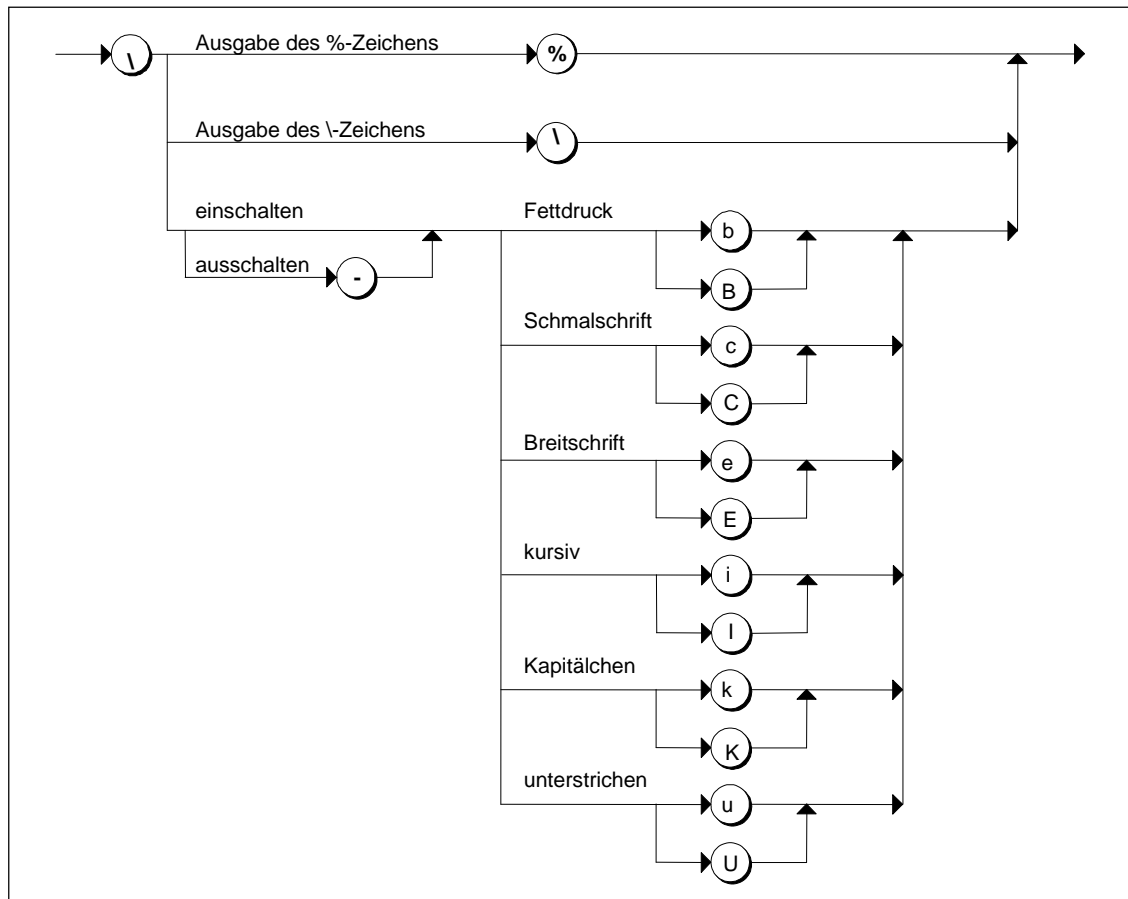 Ausgabe des %-Zeichens
\ %
Ausgabe des \-Zeichens
\
einschalten Fettdruck
b
ausschalten -
B
Schmalschrift
c
C
Breitschrift
e
E
kursiv
i
I
Kapitälchen
k
K
unterstrichen
u
U